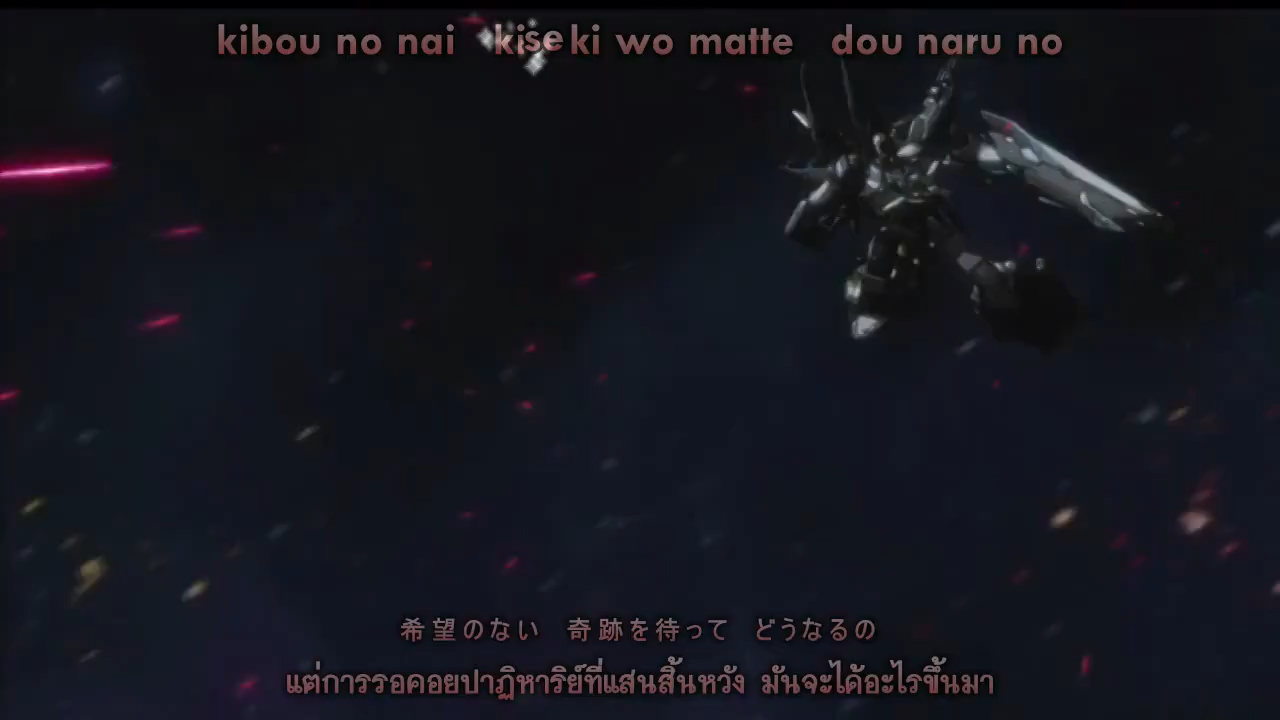 kibou no nai kiseki wo matte dou naru no
希望のない 奇跡を待って どうなるの
แต่การรอคอยปาฏิหาริย์ที่แสนสิ้นหวัง มันจะได้อะไรขึ้นมา